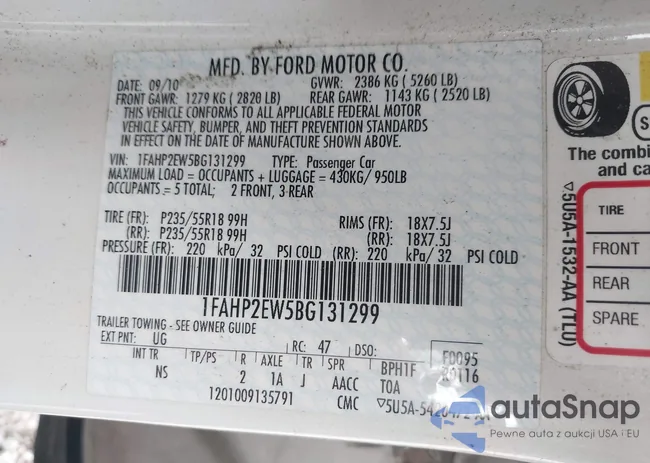 MFD. BY FORD MOTOR CO.
DATE: 09/10 GVWR: 2386 KG ( 5260 LB)
FRONT GAWR: 1279 KG ( 2820 LB) REAR GAWR: 1143 KG ( 2520 LB)
THIS VEHICLE CONFORMS TO ALL APPLICABLE FEDERAL MOTOR
VEHICLE SAFETY, BUMPER, AND THEFT PREVENTION STANDARDS
IN EFFECT ON THE DATE OF MANUFACTURE SHOWN ABOVE.
VIN: 1FAHP2EW5BG131299 TYPE: Passenger Car
MAXIMUM LOAD = OCCUPANTS + LUGGAGE = 430KG/ 950LB
OCCUPANTS = 5 TOTAL; 2 FRONT, 3 REAR
TIRE (FR): P235/55R18 99H RIMS (FR): 18X7.5J
(RR): P235/55R18 99H (RR): 18X7.5J
PRESSURE (FR): 220 kPa/ 32 PSI COLD (RR): 220 kPa/ 32 PSI COLD
1FAHP2EW5BG131299
TRAILER TOWING - SEE OWNER GUIDE
EXT PNT: UG RC: 47 DSO: F0095
INT TR TP/PS R AXLE TR SPR BPH1F 20116
NS 2 1A J AACC TOA
1201009135791 CMC
The combi
and ca
TIRE
FRONT
REAR
SPARE
5U5A-1532-AA (TLU)
autaSnap
Pewne auta z aukcji USA i EU